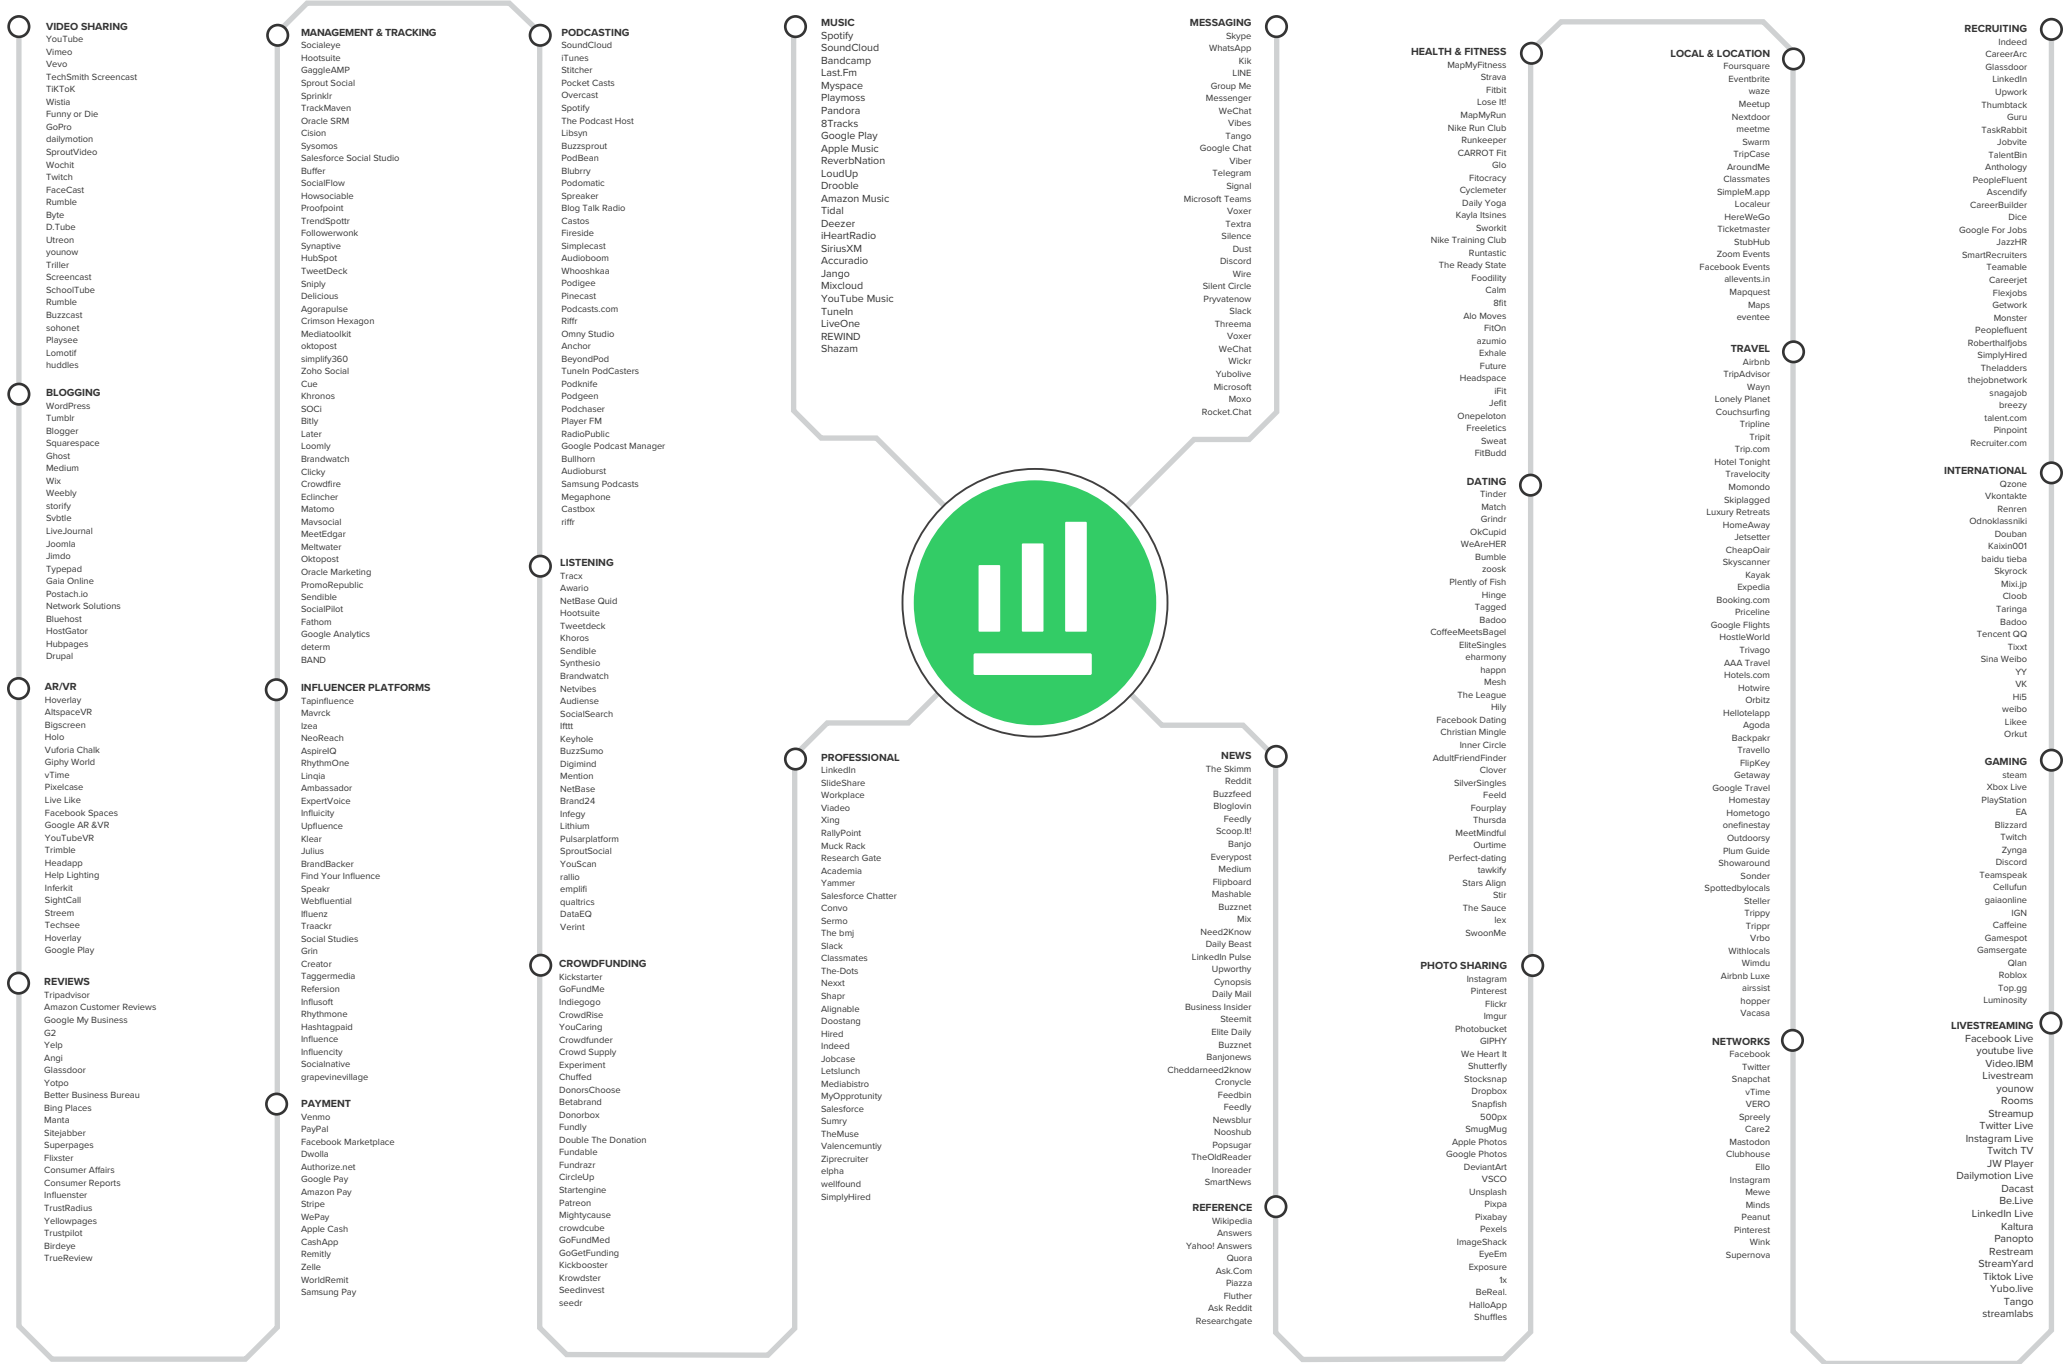 VIDEO SHARING
YouTube
Vimeo
Vevo
TechSmith Screencast
TiKToK
Wistia
Funny or Die
GoPro
dailymotion
SproutVideo
Wochit
Twitch
FaceCast
Rumble
Byte
D.Tube
Utreon
younow
Triller
Screencast
SchoolTube
Rumble
Buzzcast
sohonet
Playsee
Lomotif
huddles
BLOGGING
WordPress
Tumblr
Blogger
Squarespace
Ghost
Medium
Wix
Weebly
storify
Svbtle
LiveJournal
Joomla
Jimdo
Typepad
Gaia Online
Postach.io
Network Solutions
Bluehost
HostGator
Hubpages
Drupal
AR/VR
Hoverlay
AltspaceVR
Bigscreen
Holo
Vuforia Chalk
Giphy World
vTime
Pixelcase
Live Like
Facebook Spaces
Google AR &VR
YouTubeVR
Trimble
Headapp
Help Lighting
Inferkit
SightCall
Streem
Techsee
Hoverlay
Google Play
REVIEWS
Tripadvisor
Amazon Customer Reviews
Google My Business
G2
Yelp
Angi
Glassdoor
Yotpo
Better Business Bureau
Bing Places
Manta
Sitejabber
Superpages
Flixster
Consumer Affairs
Consumer Reports
Influenster
TrustRadius
Yellowpages
Trustpilot
Birdeye
TrueReview
MANAGEMENT & TRACKING
Socialeye
Hootsuite
GaggleAMP
Sprout Social
Sprinklr
TrackMaven
Oracle SRM
Cision
Sysomos
Salesforce Social Studio
Buffer
SocialFlow
Howsociable
Proofpoint
TrendSpottr
Followerwonk
Synaptive
HubSpot
TweetDeck
Sniply
Delicious
Agorapulse
Crimson Hexagon
Mediatoolkit
oktopost
simplify360
Zoho Social
Cue
Khronos
SOCi
Bitly
Later
Loomly
Brandwatch
Clicky
Crowdfire
Eclincher
Matomo
Mavsocial
MeetEdgar
Meltwater
Oktopost
Oracle Marketing
PromoRepublic
Sendible
SocialPilot
Fathom
Google Analytics
determ
BAND
INFLUENCER PLATFORMS
Tapinfluence
Mavrck
Izea
NeoReach
AspireIQ
RhythmOne
Linqia
Ambassador
ExpertVoice
Influicity
Upfluence
Klear
Julius
BrandBacker
Find Your Influence
Speakr
Webfluential
Ifluenz
Traackr
Social Studies
Grin
Creator
Taggermedia
Refersion
Influsoft
Rhythmone
Hashtagpaid
Influence
Influencity
Socialnative
grapevinevillage
PAYMENT
Venmo
PayPal
Facebook Marketplace
Dwolla
Authorize.net
Google Pay
Amazon Pay
Stripe
WePay
Apple Cash
CashApp
Remitly
Zelle
WorldRemit
Samsung Pay
PODCASTING
SoundCloud
iTunes
Stitcher
Pocket Casts
Overcast
Spotify
The Podcast Host
Libsyn
Buzzsprout
PodBean
Blubrry
Podomatic
Spreaker
Blog Talk Radio
Castos
Fireside
Simplecast
Audioboom
Whooshkaa
Podigee
Pinecast
Podcasts.com
Riffr
Omny Studio
Anchor
BeyondPod
TuneIn PodCasters
Podknife
Podgeen
Podchaser
Player FM
RadioPublic
Google Podcast Manager
Bullhorn
Audioburst
Samsung Podcasts
Megaphone
Castbox
riffr
LISTENING
Tracx
Awario
NetBase Quid
Hootsuite
Tweetdeck
Khoros
Sendible
Synthesio
Brandwatch
Netvibes
Audiense
SocialSearch
Ifttt
Keyhole
BuzzSumo
Digimind
Mention
NetBase
Brand24
Infegy
Lithium
Pulsarplatform
SproutSocial
YouScan
rallio
emplifi
qualtrics
DataEQ
Verint
CROWDFUNDING
Kickstarter
GoFundMe
Indiegogo
CrowdRise
YouCaring
Crowdfunder
Crowd Supply
Experiment
Chuffed
DonorsChoose
Betabrand
Donorbox
Fundly
Double The Donation
Fundable
Fundrazr
CircleUp
Startengine
Patreon
Mightycause
crowdcube
GoFundMed
GoGetFunding
Kickbooster
Krowdster
Seedinvest
seedr
MUSIC
Spotify
SoundCloud
Bandcamp
Last.Fm
Myspace
Playmoss
Pandora
8Tracks
Google Play
Apple Music
ReverbNation
LoudUp
Drooble
Amazon Music
Tidal
Deezer
iHeartRadio
SiriusXM
Accuradio
Jango
Mixcloud
YouTube Music
TuneIn
LiveOne
REWIND
Shazam
PROFESSIONAL
LinkedIn
SlideShare
Workplace
Viadeo
Xing
RallyPoint
Muck Rack
Research Gate
Academia
Yammer
Salesforce Chatter
Convo
Sermo
The bmj
Slack
Classmates
The-Dots
Nexxt
Shapr
Alignable
Doostang
Hired
Indeed
Jobcase
Letslunch
Mediabistro
MyOpprotunity
Salesforce
Sumry
TheMuse
Valencemuntiy
Ziprecruiter
elpha
wellfound
SimplyHired
MESSAGING
Skype
WhatsApp
Kik
LINE
Group Me
Messenger
WeChat
Vibes
Tango
Google Chat
Viber
Telegram
Signal
Microsoft Teams
Voxer
Textra
Silence
Dust
Discord
Wire
Silent Circle
Pryvatenow
Slack
Threema
Voxer
WeChat
Wickr
Yubolive
Microsoft
Moxo
Rocket.Chat
NEWS
The Skimm
Reddit
Buzzfeed
Bloglovin
Feedly
Scoop.It!
Banjo
Everypost
Medium
Flipboard
Mashable
Buzznet
Mix
Need2Know
Daily Beast
LinkedIn Pulse
Upworthy
Cynopsis
Daily Mail
Business Insider
Steemit
Elite Daily
Buzznet
Banjonews
Cheddarneed2know
Cronycle
Feedbin
Feedly
Newsblur
Nooshub
Popsugar
TheOldReader
Inoreader
SmartNews
REFERENCE
Wikipedia
Answers
Yahoo! Answers
Quora
Ask.Com
Piazza
Fluther
Ask Reddit
Researchgate
HEALTH & FITNESS
MapMyFitness
Strava
Fitbit
Lose It!
MapMyRun
Nike Run Club
Runkeeper
CARROT Fit
Glo
Fitocracy
Cyclemeter
Daily Yoga
Kayla Itsines
Sworkit
Nike Training Club
Runtastic
The Ready State
Foodility
Calm
8fit
Alo Moves
FitOn
azumio
Exhale
Future
Headspace
iFit
Jefit
Onepeloton
Freeletics
Sweat
FitBudd
DATING
Tinder
Match
Grindr
OkCupid
WeAreHER
Bumble
zoosk
Plently of Fish
Hinge
Tagged
Badoo
CoffeeMeetsBagel
EliteSingles
eharmony
happn
Mesh
The League
Hily
Facebook Dating
Christian Mingle
Inner Circle
AdultFriendFinder
Clover
SilverSingles
Feeld
Fourplay
Thursda
MeetMindful
Ourtime
Perfect-dating
tawkify
Stars Align
Stir
The Sauce
lex
SwoonMe
PHOTO SHARING
Instagram
Pinterest
Flickr
Imgur
Photobucket
GIPHY
We Heart It
Shutterfly
Stocksnap
Dropbox
Snapfish
500px
SmugMug
Apple Photos
Google Photos
DeviantArt
VSCO
Unsplash
Pixpa
Pixabay
Pexels
ImageShack
EyeEm
Exposure
1x
BeReal.
HalloApp
Shuffles
LOCAL & LOCATION
Foursquare
Eventbrite
waze
Meetup
Nextdoor
meetme
Swarm
TripCase
AroundMe
Classmates
SimpleM.app
Localeur
HereWeGo
Ticketmaster
StubHub
Zoom Events
Facebook Events
allevents.in
Mapquest
Maps
eventee
TRAVEL
Airbnb
TripAdvisor
Wayn
Lonely Planet
Couchsurfing
Tripline
Tripit
Trip.com
Hotel Tonight
Travelocity
Momondo
Skiplagged
Luxury Retreats
HomeAway
Jetsetter
CheapOair
Skyscanner
Kayak
Expedia
Booking.com
Priceline
Google Flights
HostleWorld
Trivago
AAA Travel
Hotels.com
Hotwire
Orbitz
Hellotelapp
Agoda
Backpakr
Travello
FlipKey
Getaway
Google Travel
Homestay
Hometogo
onefinestay
Outdoorsy
Plum Guide
Showaround
Sonder
Spottedbylocals
Steller
Trippy
Trippr
Vrbo
Withlocals
Wimdu
Airbnb Luxe
airssist
hopper
Vacasa
NETWORKS
Facebook
Twitter
Snapchat
vTime
VERO
Spreely
Care2
Mastodon
Clubhouse
Ello
Instagram
Mewe
Minds
Peanut
Pinterest
Wink
Supernova
RECRUITING
Indeed
CareerArc
Glassdoor
LinkedIn
Upwork
Thumbtack
Guru
TaskRabbit
Jobvite
TalentBin
Anthology
PeopleFluent
Ascendify
CareerBuilder
Dice
Google For Jobs
JazzHR
SmartRecruiters
Teamable
Careerjet
Flexjobs
Getwork
Monster
Peoplefluent
Roberthalfjobs
SimplyHired
Theladders
thejobnetwork
snagajob
breezy
talent.com
Pinpoint
Recruiter.com
INTERNATIONAL
Qzone
Vkontakte
Renren
Odnoklassniki
Douban
Kaixin001
baidu tieba
Skyrock
Mixi.jp
Cloob
Taringa
Badoo
Tencent QQ
Tixxt
Sina Weibo
YY
VK
Hi5
weibo
Likee
Orkut
GAMING
steam
Xbox Live
PlayStation
EA
Blizzard
Twitch
Zynga
Discord
Teamspeak
Cellufun
gaiaonline
IGN
Caffeine
Gamespot
Gamsergate
Qlan
Roblox
Top.gg
Luminosity
LIVESTREAMING
Facebook Live
youtube live
Video.IBM
Livestream
younow
Rooms
Streamup
Twitter Live
Instagram Live
Twitch TV
JW Player
Dailymotion Live
Dacast
Be.Live
LinkedIn Live
Kaltura
Panopto
Restream
StreamYard
Tiktok Live
Yubo.live
Tango
streamlabs